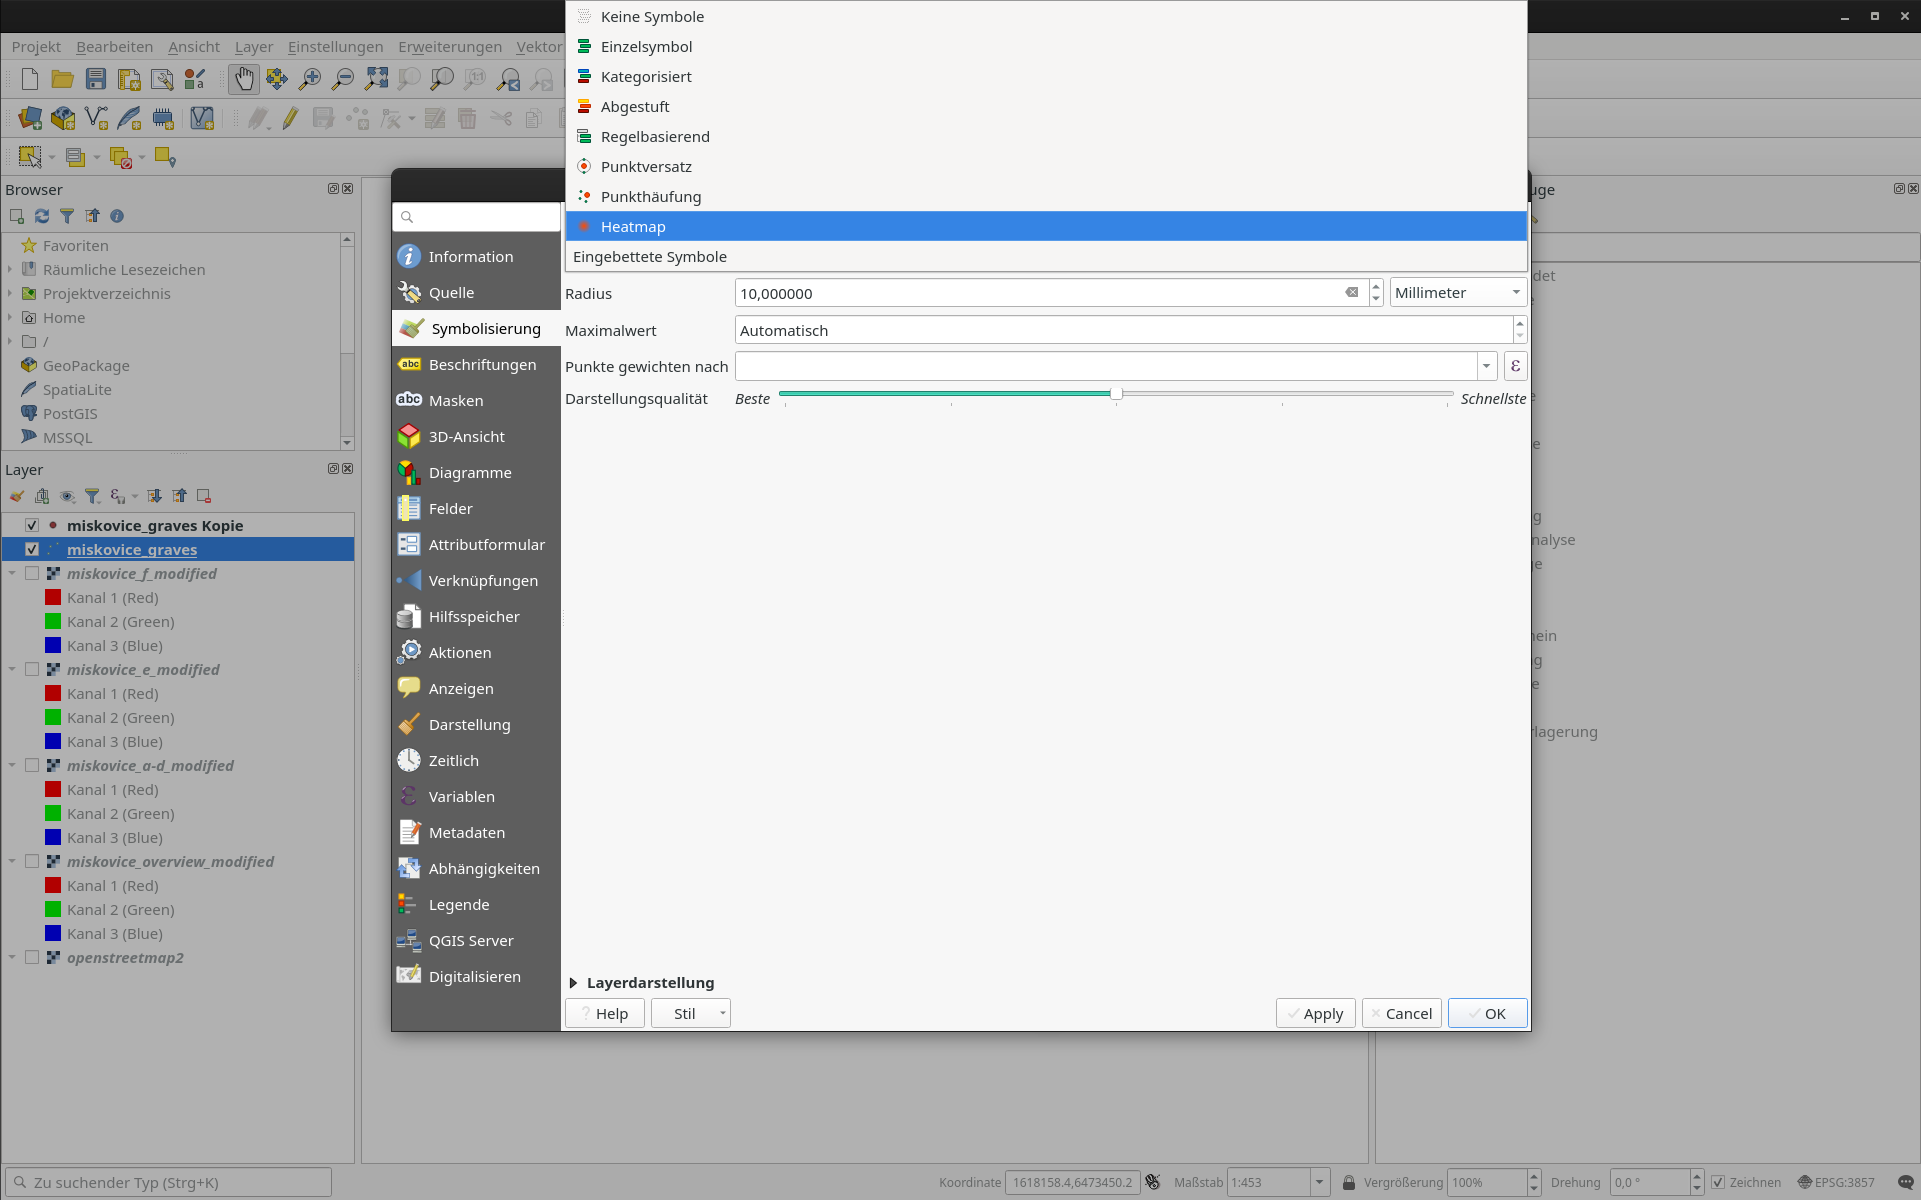 Keine Symbole
Einzelsymbol
Kategorisiert
Abgestuft
Regelbasierend
Punktversatz
Punkthäufung
Heatmap
Eingebettete Symbole
Projekt Bearbeiten Ansicht Layer Einstellungen Erweiterungen Vektor
Browser
Favoriten
Räumliche Lesezeichen
Projektverzeichnis
Home
/
GeoPackage
SpatiaLite
PostGIS
MSSQL
Layer
miskovice_graves Kopie
miskovice_graves
miskovice_f_modified
Kanal 1 (Red)
Kanal 2 (Green)
Kanal 3 (Blue)
miskovice_e_modified
Kanal 1 (Red)
Kanal 2 (Green)
Kanal 3 (Blue)
miskovice_a-d_modified
Kanal 1 (Red)
Kanal 2 (Green)
Kanal 3 (Blue)
miskovice_overview_modified
Kanal 1 (Red)
Kanal 2 (Green)
Kanal 3 (Blue)
openstreetmap2
Information
Quelle
Symbolisierung
abc Beschriftungen
abc Masken
3D-Ansicht
Diagramme
Felder
Attributformular
Verknüpfungen
Hilfsspeicher
Aktionen
Anzeigen
Darstellung
Zeitlich
ε Variablen
Metadaten
Abhängigkeiten
Legende
QGIS Server
Digitalisieren
Radius 10,000000 Millimeter
Maximalwert Automatisch
Punkte gewichten nach ε
Darstellungsqualität Beste Schnellste
Layerdarstellung
Help Stil Apply Cancel OK
uge
det
e
e
e
g
nalyse
ge
nein
g
e
rlagerung
Zu suchender Typ (Strg+K) Koordinate 1618158.4,6473450.2 Maßstab 1:453 Vergrößerung 100% Drehung 0,0 ° Zeichnen EPSG:3857